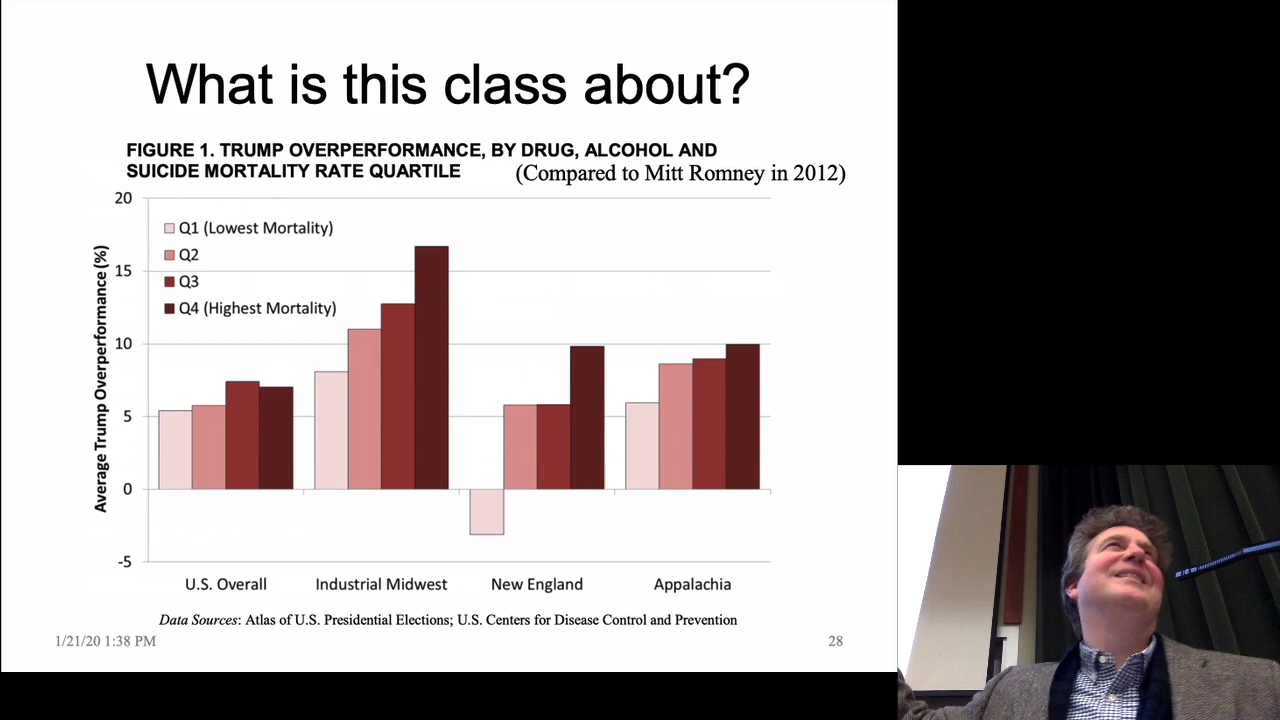 What is this class about?
FIGURE 1. TRUMP OVERPERFORMANCE, BY DRUG, ALCOHOL AND
SUICIDE MORTALITY RATE QUARTILE
(Compared to Mitt Romney in 2012)
Average Trump Overperformance (%)
20
15
10
5
0
-5
Q1 (Lowest Mortality)
Q2
Q3
Q4 (Highest Mortality)
U.S. Overall
Industrial Midwest
New England
Appalachia
Data Sources: Atlas of U.S. Presidential Elections; U.S. Centers for Disease Control and Prevention
1/21/20 1:38 PM
28